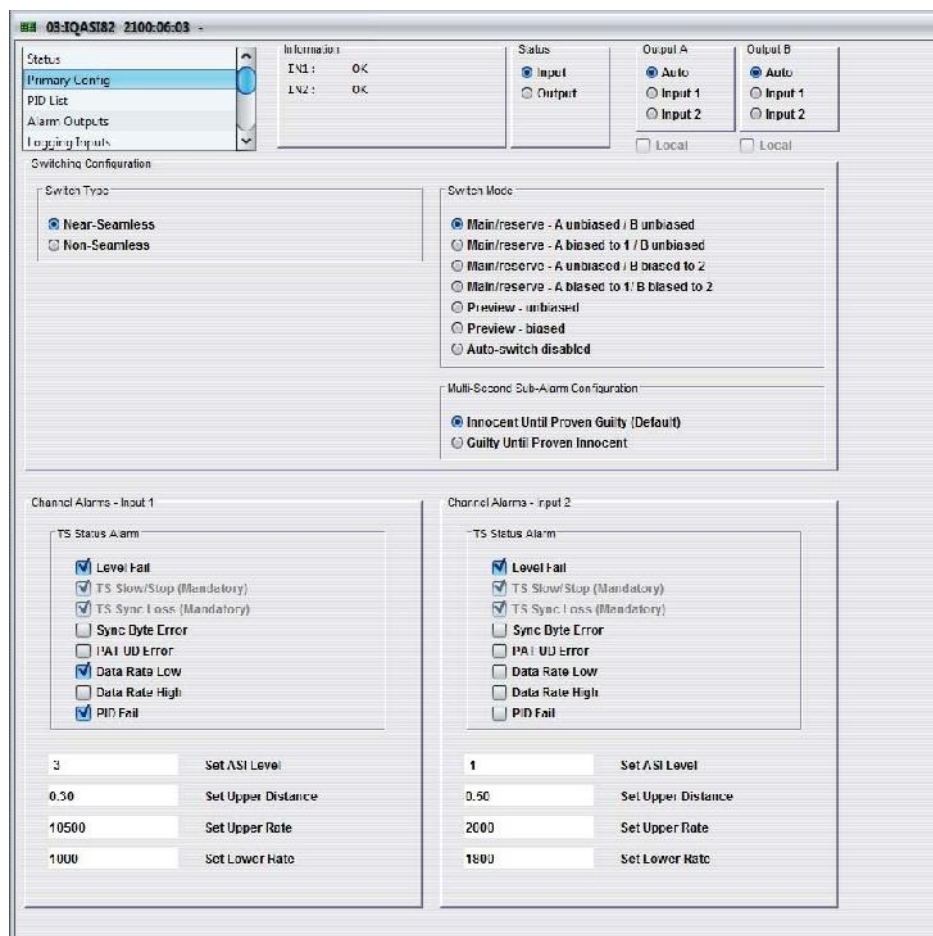 03:IQASI82 2100:06:03 -
Status
Primary Config
PID List
Alarm Outputs
Logging Inputs
Information
IN1: OK
IN2: OK
Status
Input
Output
Output A
Auto
Input 1
Input 2
Local
Output B
Auto
Input 1
Input 2
Local
Switching Configuration
Switch Type
Near-Seamless
Non-Seamless
Switch Mode
Main/reserve - A unbiased / B unbiased
Main/reserve - A biased to 1 / B unbiased
Main/reserve - A unbiased / B biased to 2
Main/reserve - A biased to 1/ B biased to 2
Preview - unbiased
Preview - biased
Auto-switch disabled
Multi-Second Sub-Alarm Configuration
Innocent Until Proven Guilty (Default)
Guilty Until Proven Innocent
Channel Alarms - Input 1
TS Status Alarm
Level Fail
TS Slow/Stop (Mandatory)
TS Sync Loss (Mandatory)
Sync Byte Error
PAT UD Error
Data Rate Low
Data Rate High
PID Fail
3 Set ASI Level
0.30 Set Upper Distance
10500 Set Upper Rate
1000 Set Lower Rate
Channel Alarms - Input 2
TS Status Alarm
Level Fail
TS Slow/Stop (Mandatory)
TS Sync Loss (Mandatory)
Sync Byte Error
PAT UD Error
Data Rate Low
Data Rate High
PID Fail
1 Set ASI Level
0.50 Set Upper Distance
2000 Set Upper Rate
1800 Set Lower Rate